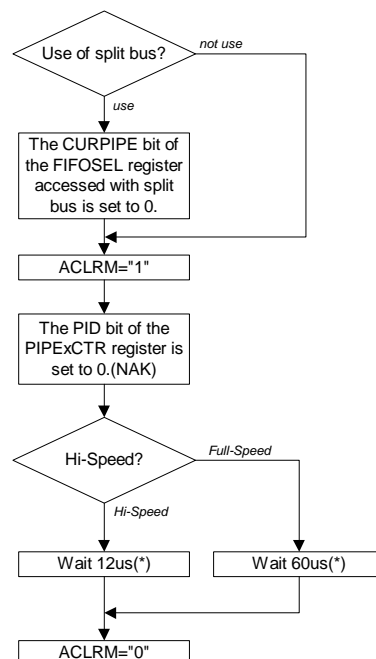 Use of split bus?
not use
use
The CURPIPE bit of
the FIFOSEL register
accessed with split
bus is set to 0.
ACLRM="1"
The PID bit of the
PIPExCTR register is
set to 0.(NAK)
Hi-Speed?
Full-Speed
Hi-Speed
Wait 12us(*)
Wait 60us(*)
ACLRM="0"